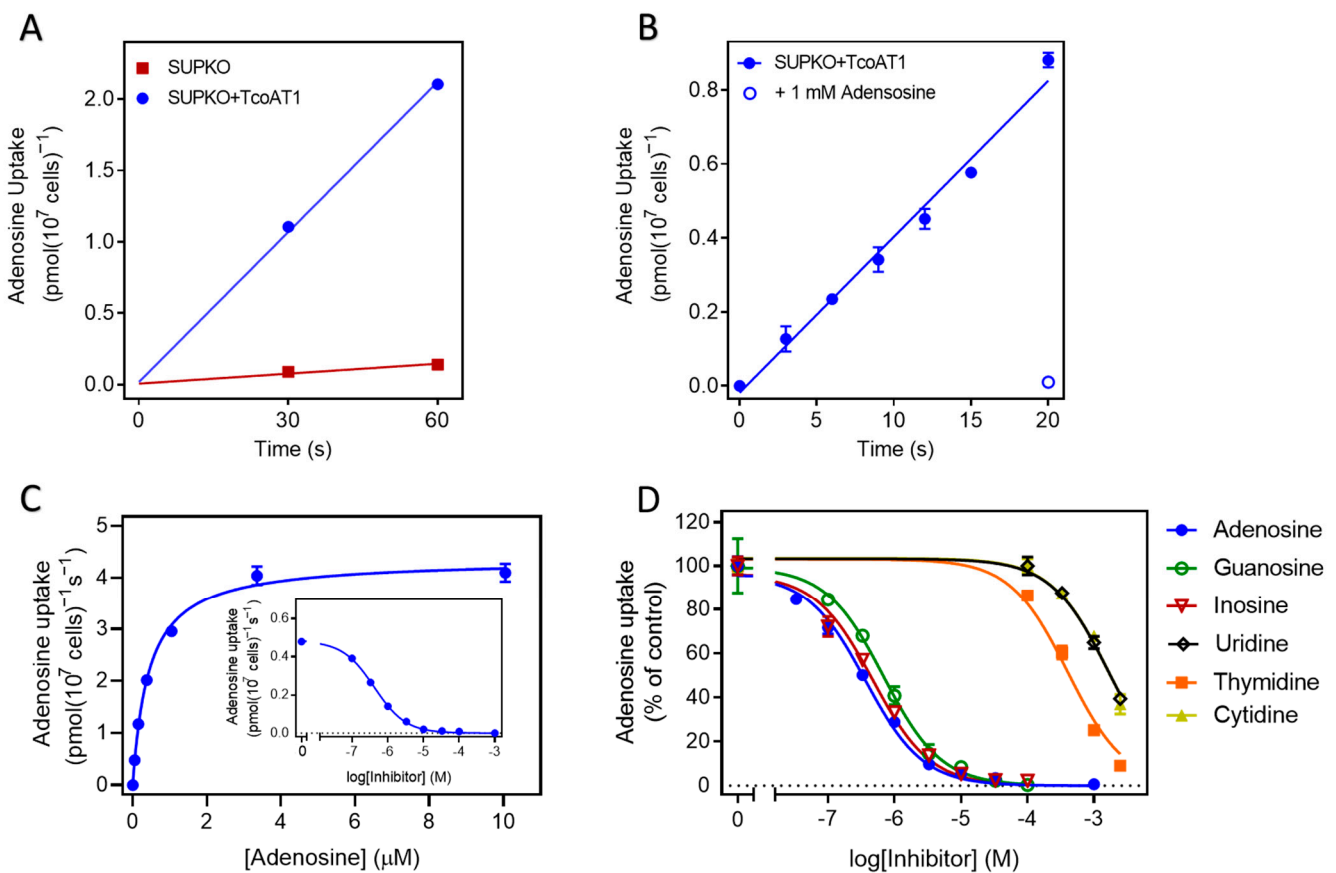 A
SUPKO
SUPKO+TcoAT1
Adenosine Uptake
(pmol(10⁷ cells)⁻¹
2.0
1.5
1.0
0.5
0.0
0
30
60
Time (s)
B
SUPKO+TcoAT1
+ 1 mM Adensosine
Adenosine Uptake
(pmol(10⁷ cells)⁻¹
0.8
0.6
0.4
0.2
0.0
0
5
10
15
20
Time (s)
C
Adenosine uptake
(pmol(10⁷ cells)⁻¹ s⁻¹
5
4
3
2
1
0
0
2
4
6
8
10
[Adenosine] (μM)
Adenosine uptake
(pmol(10⁷ cells)⁻¹ s⁻¹
0.6
0.4
0.2
0.0
0
-7
-6
-5
-4
-3
log[Inhibitor] (M)
D
Adenosine uptake
(% of control)
120
100
80
60
40
20
0
0
-7
-6
-5
-4
-3
log[Inhibitor] (M)
Adenosine
Guanosine
Inosine
Uridine
Thymidine
Cytidine